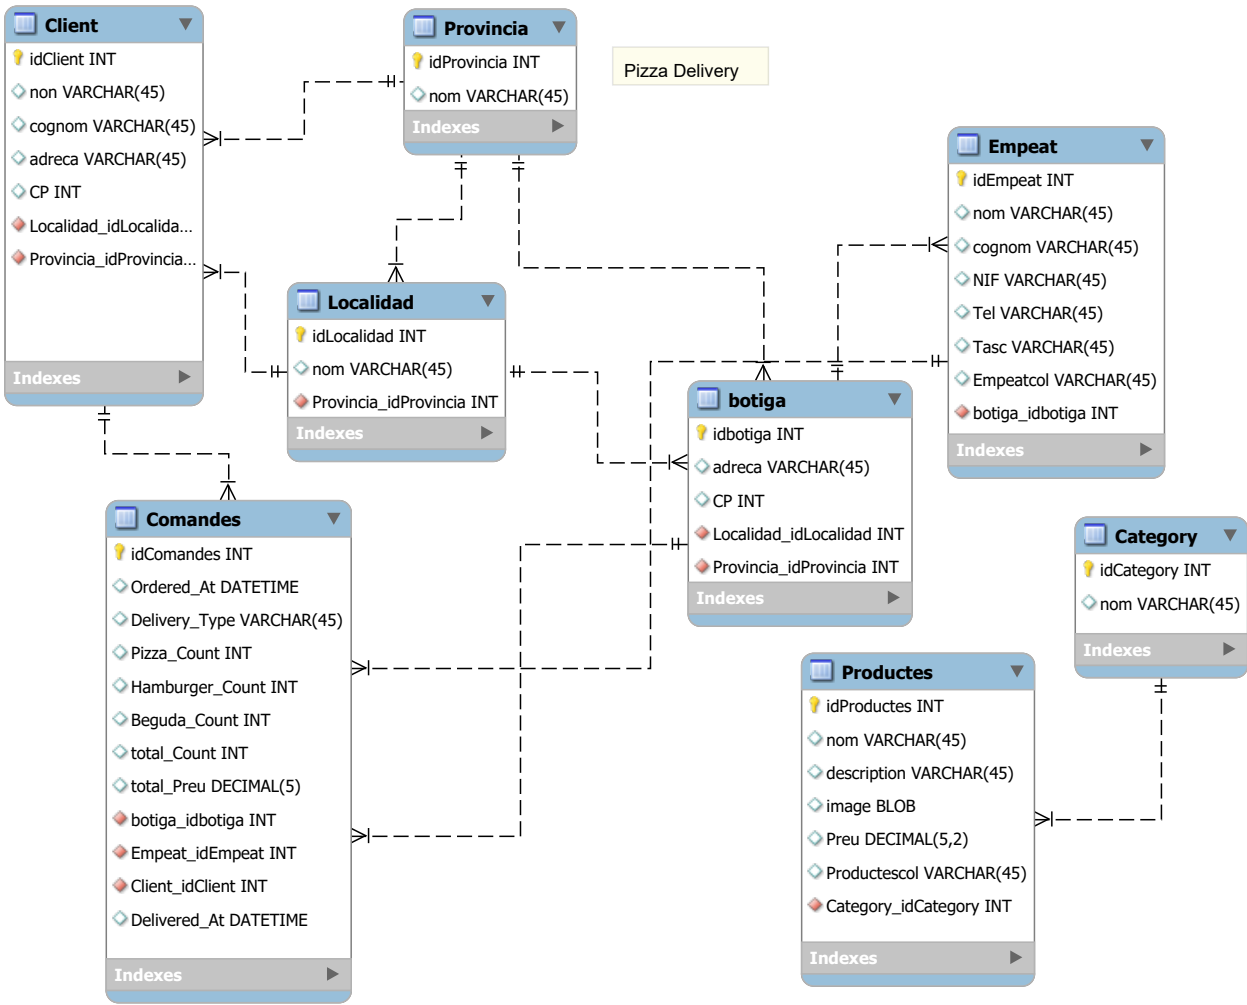 Client
idClient INT
non VARCHAR(45)
cognom VARCHAR(45)
adreca VARCHAR(45)
CP INT
Localidad_idLocalida...
Provincia_idProvincia...
Indexes
Provincia
idProvincia INT
nom VARCHAR(45)
Indexes
Pizza Delivery
Empeat
idEmpeat INT
nom VARCHAR(45)
cognom VARCHAR(45)
NIF VARCHAR(45)
Tel VARCHAR(45)
Tasc VARCHAR(45)
Empeatcol VARCHAR(45)
botiga_idbotiga INT
Indexes
Localidad
idLocalidad INT
nom VARCHAR(45)
Provincia_idProvincia INT
Indexes
botiga
idbotiga INT
adreca VARCHAR(45)
CP INT
Localidad_idLocalidad INT
Provincia_idProvincia INT
Indexes
Comandes
idComandes INT
Ordered_At DATETIME
Delivery_Type VARCHAR(45)
Pizza_Count INT
Hamburger_Count INT
Beguda_Count INT
total_Count INT
total_Preu DECIMAL(5)
botiga_idbotiga INT
Empeat_idEmpeat INT
Client_idClient INT
Delivered_At DATETIME
Indexes
Category
idCategory INT
nom VARCHAR(45)
Indexes
Productes
idProductes INT
nom VARCHAR(45)
description VARCHAR(45)
image BLOB
Preu DECIMAL(5,2)
Productescol VARCHAR(45)
Category_idCategory INT
Indexes